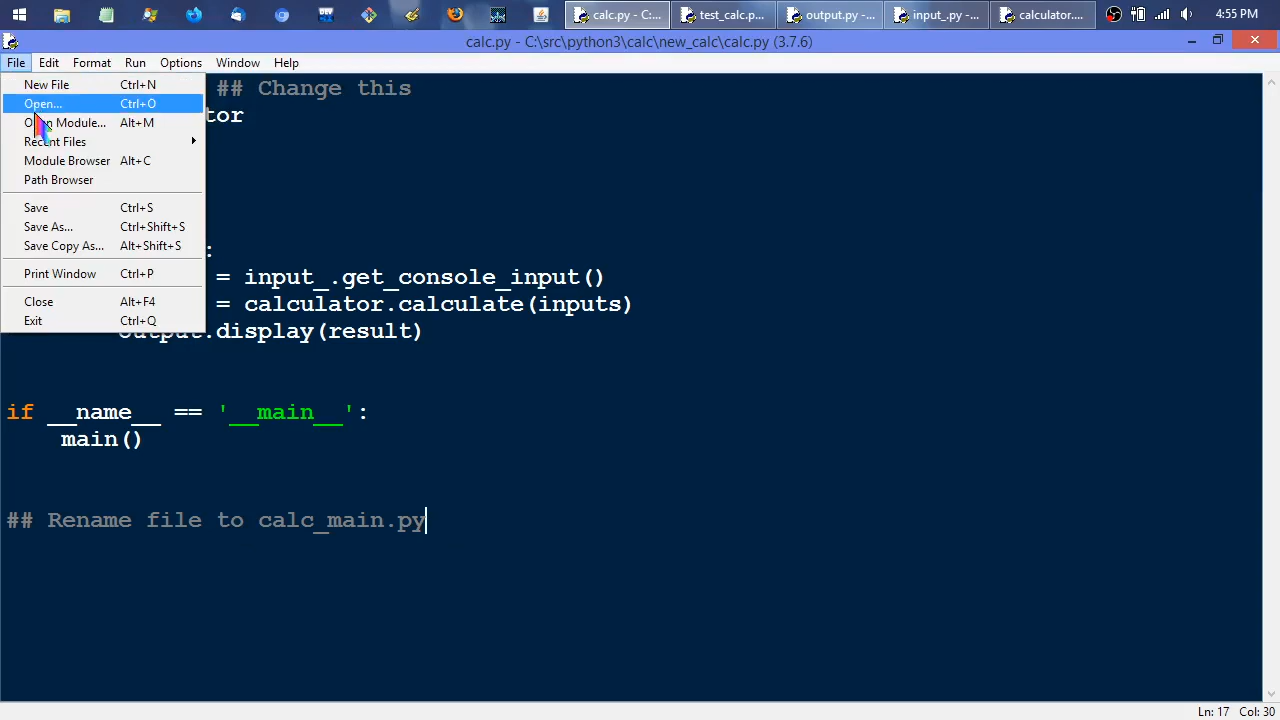 calc.py - C:...
test_calc.p...
output.py -...
input_.py -...
calculator....
4:55 PM
calc.py - C:\src\python3\calc\new_calc\calc.py (3.7.6)
File Edit Format Run Options Window Help
New File Ctrl+N
Open... Ctrl+O
Open Module... Alt+M
Recent Files
Module Browser Alt+C
Path Browser
Save Ctrl+S
Save As... Ctrl+Shift+S
Save Copy As... Alt+Shift+S
Print Window Ctrl+P
Close Alt+F4
Exit Ctrl+Q
## Change this
tor
:
= input_.get_console_input()
= calculator.calculate(inputs)
output.display(result)
if __name__ == '__main__':
main()
## Rename file to calc_main.py
Ln: 17 Col: 30